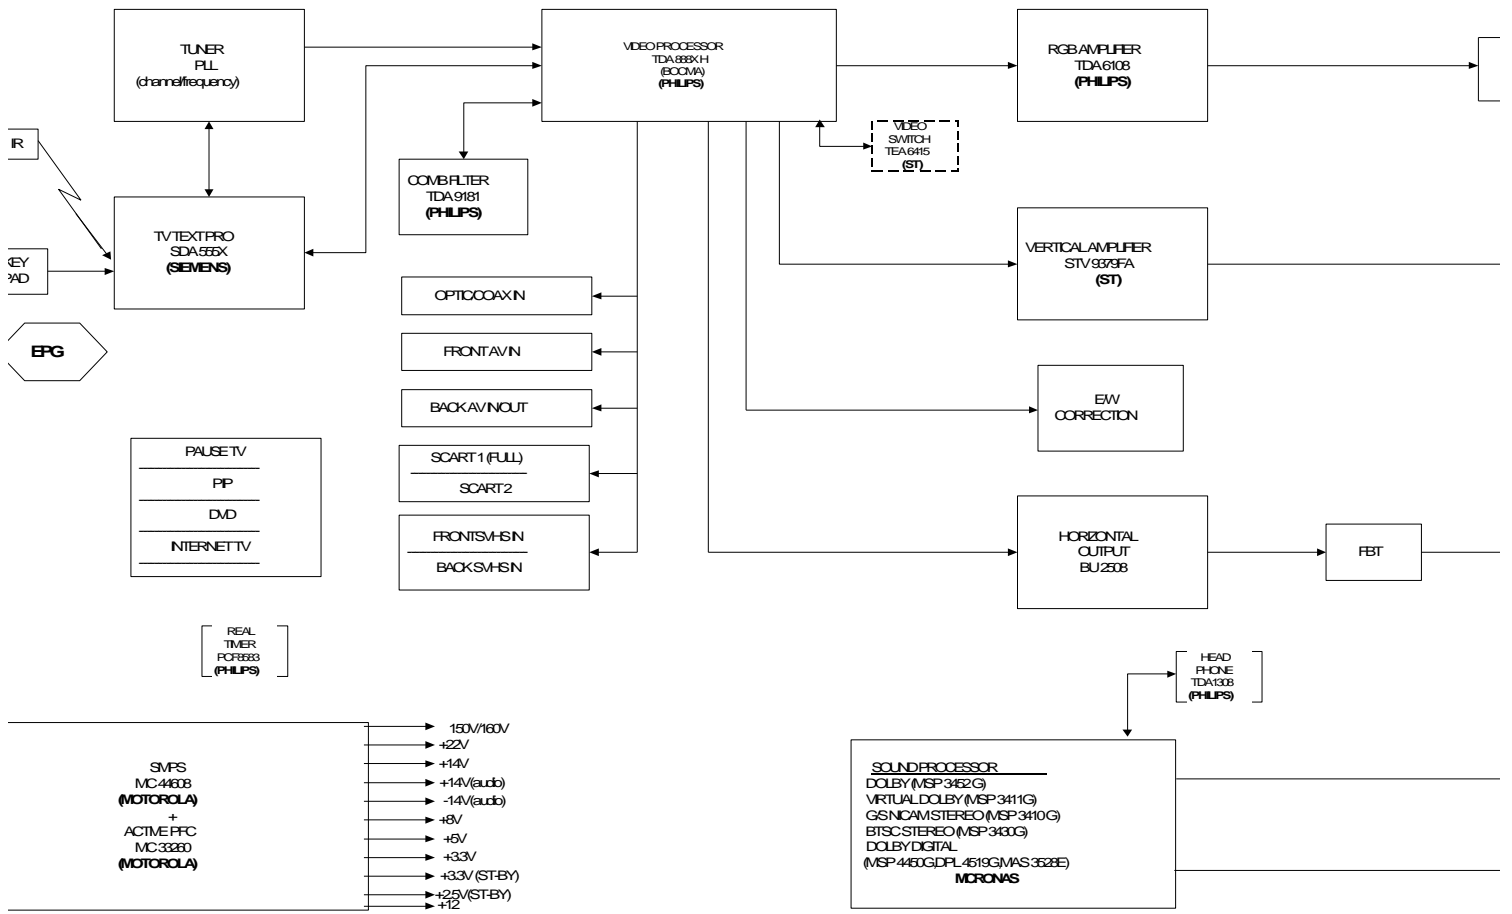 TUNER
PLL
(channel/frequency)
VIDEO PROCESSOR
TDA 888X H
(BOCMA)
(PHILIPS)
RGB AMPLIFIER
TDA 6108
(PHILIPS)
VIDEO
SWITCH
TEA 6415
(ST)
IR
COMB FILTER
TDA 9181
(PHILIPS)
TV TEXT PRO
SDA 555X
(SIEMENS)
KEY
PAD
VERTICAL AMPLIFIER
STV 9379FA
(ST)
EPG
OPTIC/COAX IN
FRONT AV IN
BACK AV IN OUT
SCART 1 (FULL)
SCART 2
FRONT SVHS IN
BACK SVHS IN
E/W
CORRECTION
PAUSE TV
PIP
DVD
INTERNET TV
HORIZONTAL
OUTPUT
BU 2508
FBT
REAL
TIMER
PCF8583
(PHILIPS)
HEAD
PHONE
TDA1308
(PHILIPS)
SMPS
MC 44608
(MOTOROLA)
+
ACTIVE PFC
MC 33260
(MOTOROLA)
150V/160V
+22V
+14V
+14V(audio)
-14V(audio)
+8V
+5V
+3.3V
+3.3V (ST-BY)
+2.5V(ST-BY)
+12
SOUND PROCESSOR
DOLBY (MSP 3452 G)
VIRTUAL DOLBY (MSP 3411G)
G/S NICAM STEREO (MSP 3410 G)
BTSC STEREO (MSP 3430G)
DOLBY DIGITAL
(MSP 4450G,DPL 4519G,MAS 3528E)
MICRONAS